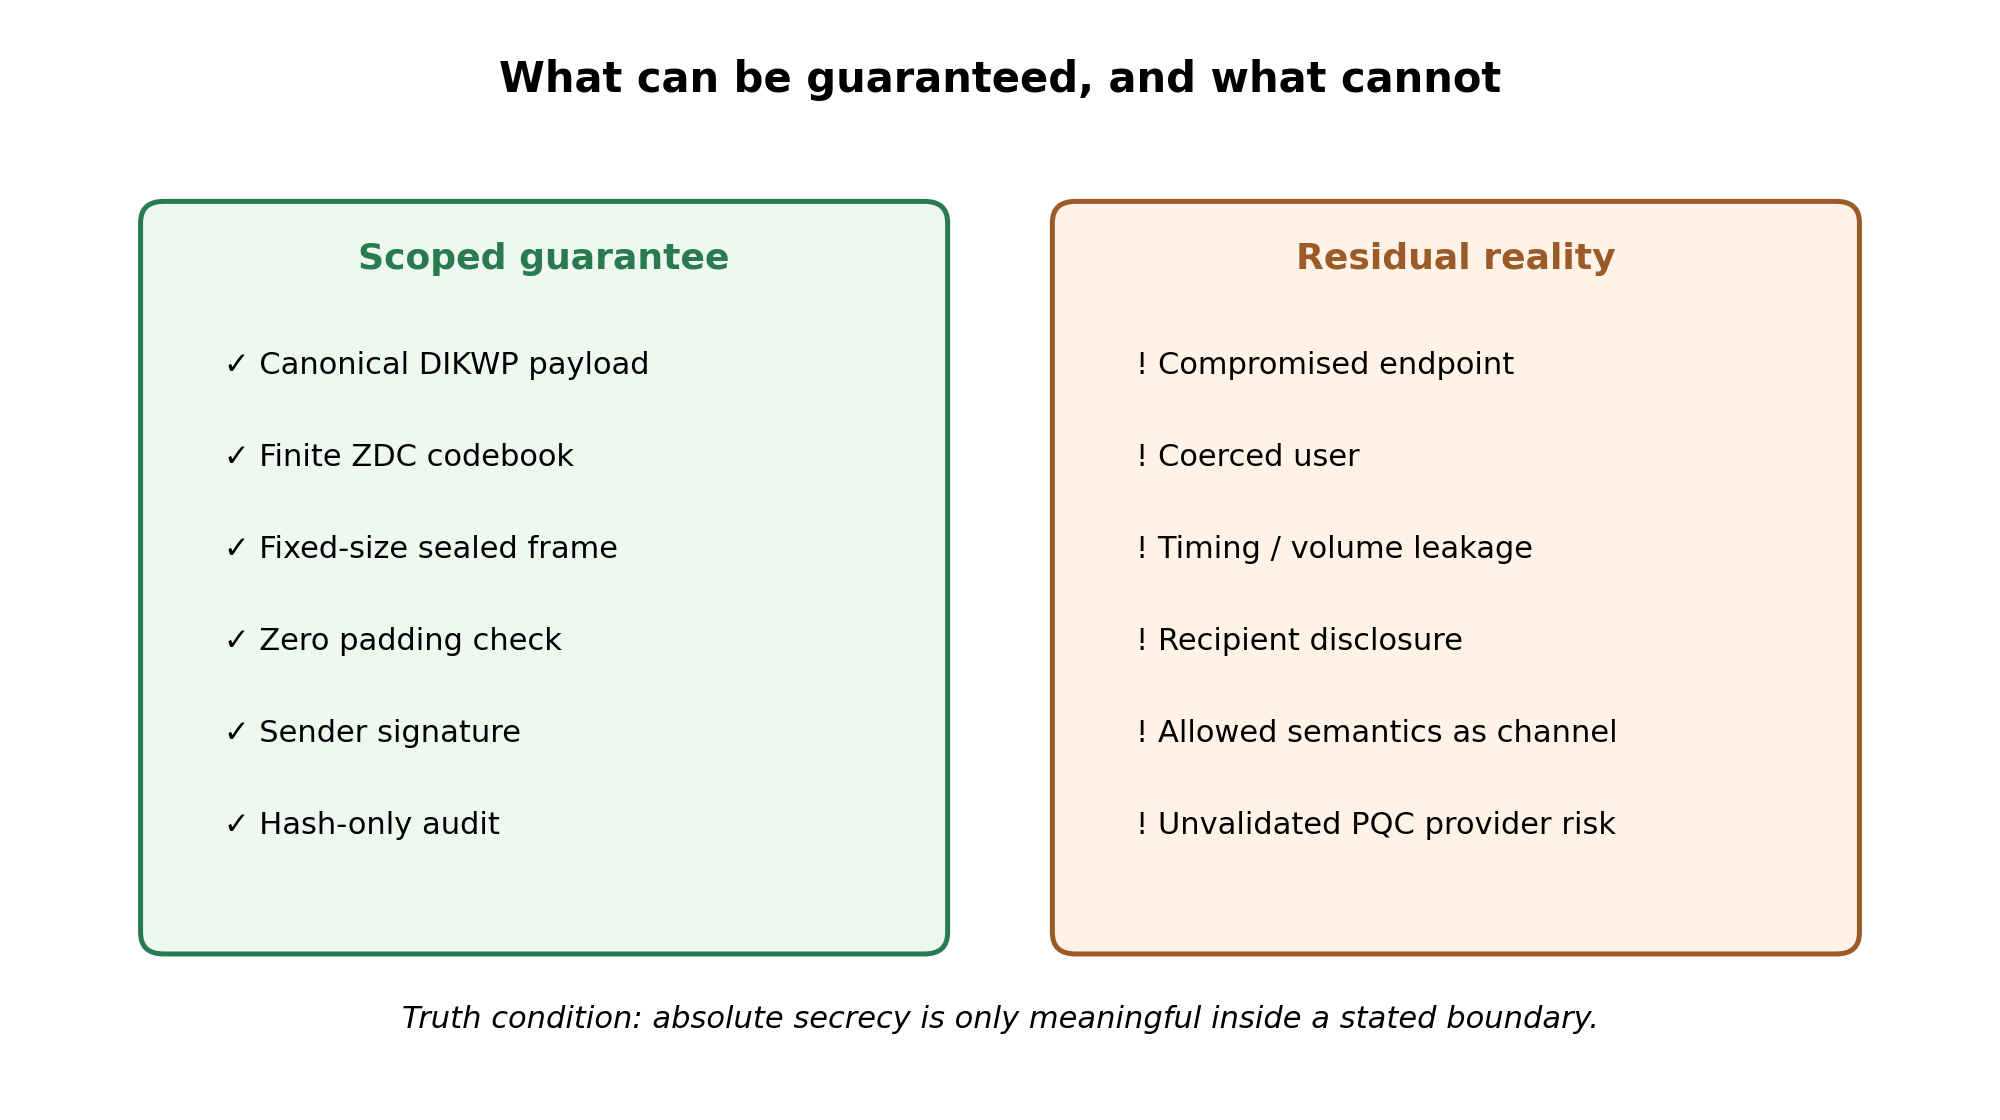 What can be guaranteed, and what cannot
Scoped guarantee
✓ Canonical DIKWP payload
✓ Finite ZDC codebook
✓ Fixed-size sealed frame
✓ Zero padding check
✓ Sender signature
✓ Hash-only audit
Residual reality
! Compromised endpoint
! Coerced user
! Timing / volume leakage
! Recipient disclosure
! Allowed semantics as channel
! Unvalidated PQC provider risk
Truth condition: absolute secrecy is only meaningful inside a stated boundary.